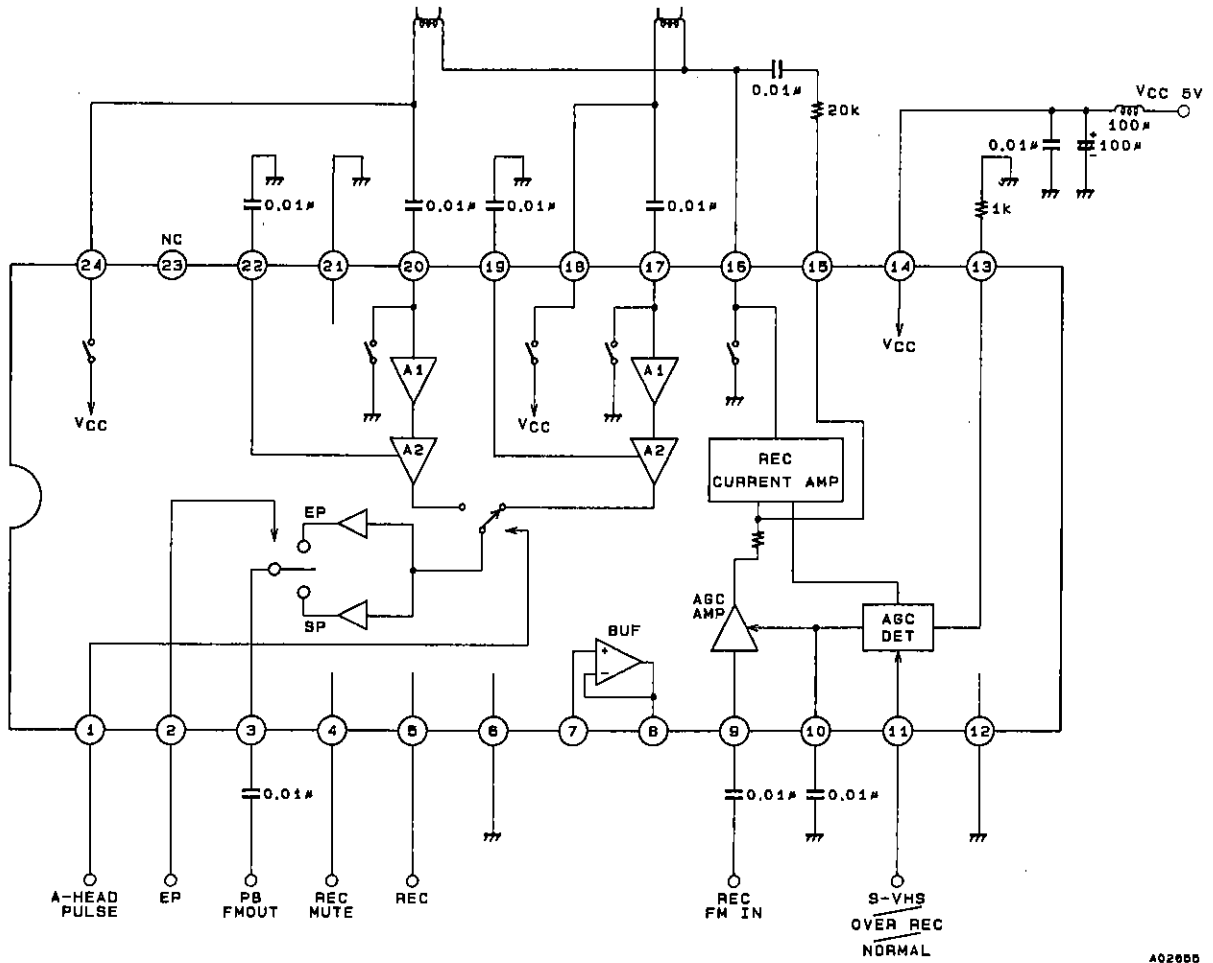 0.01μ
20k
VCC 5V
100μ
0.01μ
100μ
+
-
0.01μ
0.01μ
0.01μ
0.01μ
1k
NC
24
23
22
21
20
19
18
17
16
15
14
13
A1
A1
VCC
VCC
VCC
A2
A2
REC
CURRENT AMP
EP
SP
AGC
AMP
AGC
DET
BUF
+
-
1
2
3
4
5
6
7
8
9
10
11
12
0.01μ
0.01μ
0.01μ
A-HEAD
PULSE
EP
PB
FMOUT
REC
MUTE
REC
REC
FM IN
S-VHS
OVER REC
NORMAL
A02655